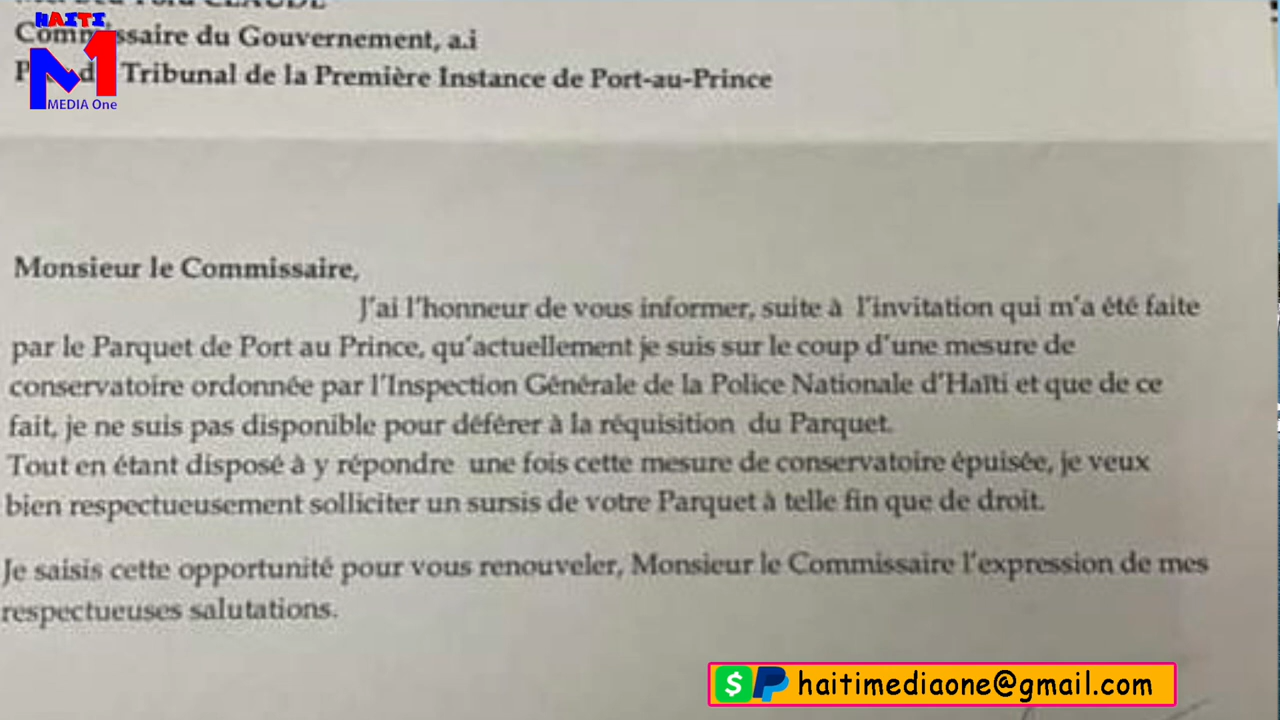 CLAUDE
HAITI
M1
MEDIA One
Commissaire du Gouvernement, a.i
Tribunal de la Première Instance de Port-au-Prince
Monsieur le Commissaire,
J'ai l'honneur de vous informer, suite à l'invitation qui m'a été faite
par le Parquet de Port au Prince, qu'actuellement je suis sur le coup d'une mesure de
conservatoire ordonnée par l'Inspection Générale de la Police Nationale d'Haïti et que de ce
fait, je ne suis pas disponible pour déférer à la réquisition du Parquet.
Tout en étant disposé à y répondre une fois cette mesure de conservatoire épuisée, je veux
bien respectueusement solliciter un sursis de votre Parquet à telle fin que de droit.
Je saisis cette opportunité pour vous renouveler, Monsieur le Commissaire l'expression de mes
respectueuses salutations.
$ P haitimediaone@gmail.com